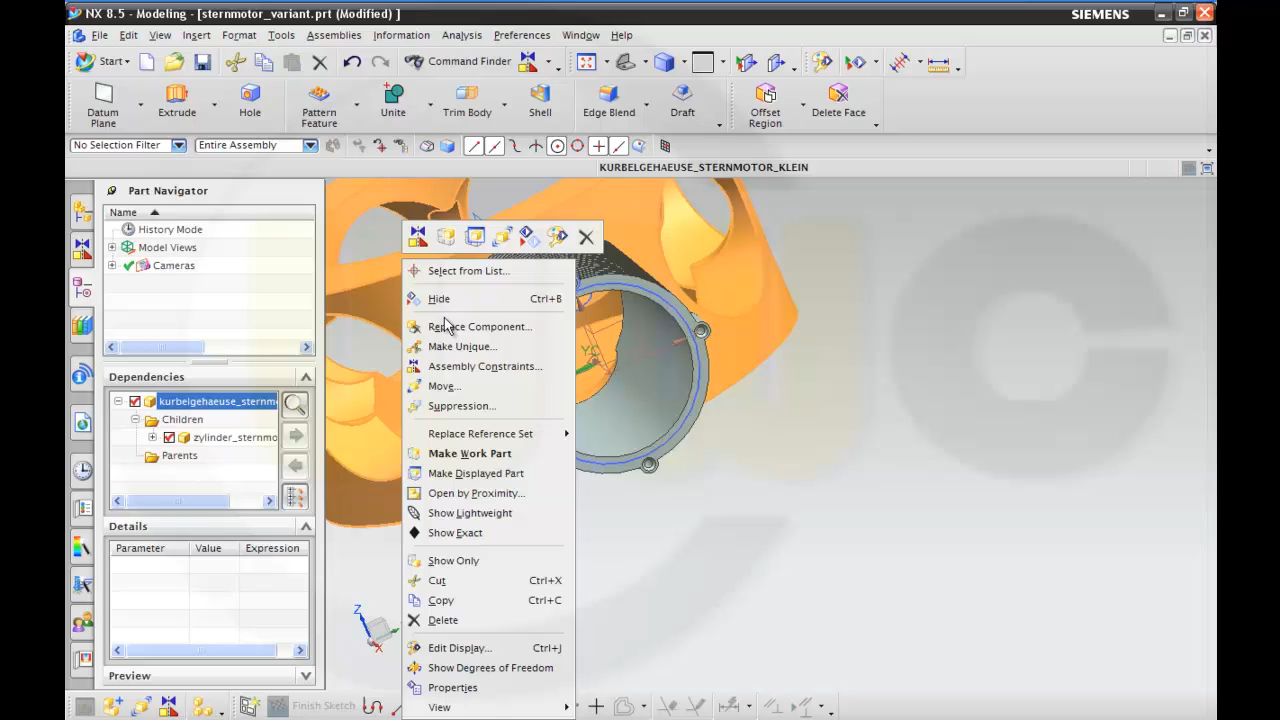 NX 8.5 - Modeling - [sternmotor_variant.prt (Modified) ]
SIEMENS
File Edit View Insert Format Tools Assemblies Information Analysis Preferences Window Help
Start
Command Finder
Datum Plane
Extrude
Hole
Pattern Feature
Unite
Trim Body
Shell
Edge Blend
Draft
Offset Region
Delete Face
No Selection Filter
Entire Assembly
KURBELGEHAEUSE_STERNMOTOR_KLEIN
Part Navigator
Name
History Mode
Model Views
Cameras
Dependencies
kurbelgehaeuse_sternm
Children
zylinder_sternmo
Parents
Details
Parameter Value Expression
Preview
Select from List...
Hide Ctrl+B
Replace Component...
Make Unique...
Assembly Constraints...
Move...
Suppression...
Replace Reference Set
Make Work Part
Make Displayed Part
Open by Proximity...
Show Lightweight
Show Exact
Show Only
Cut Ctrl+X
Copy Ctrl+C
Delete
Edit Display... Ctrl+J
Show Degrees of Freedom
Properties
View
YC
Z
X
Finish Sketch